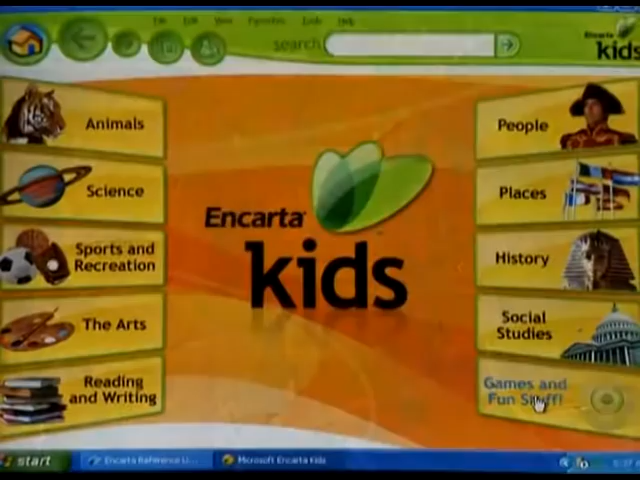 File Edit View Favorites Tools Help
search
Encarta
kids
Animals
Science
Sports and
Recreation
The Arts
Reading
and Writing
Encarta
kids
People
Places
History
Social
Studies
Games and
Fun Stuff!
start
Encarta Reference Li...
Microsoft Encarta Kids